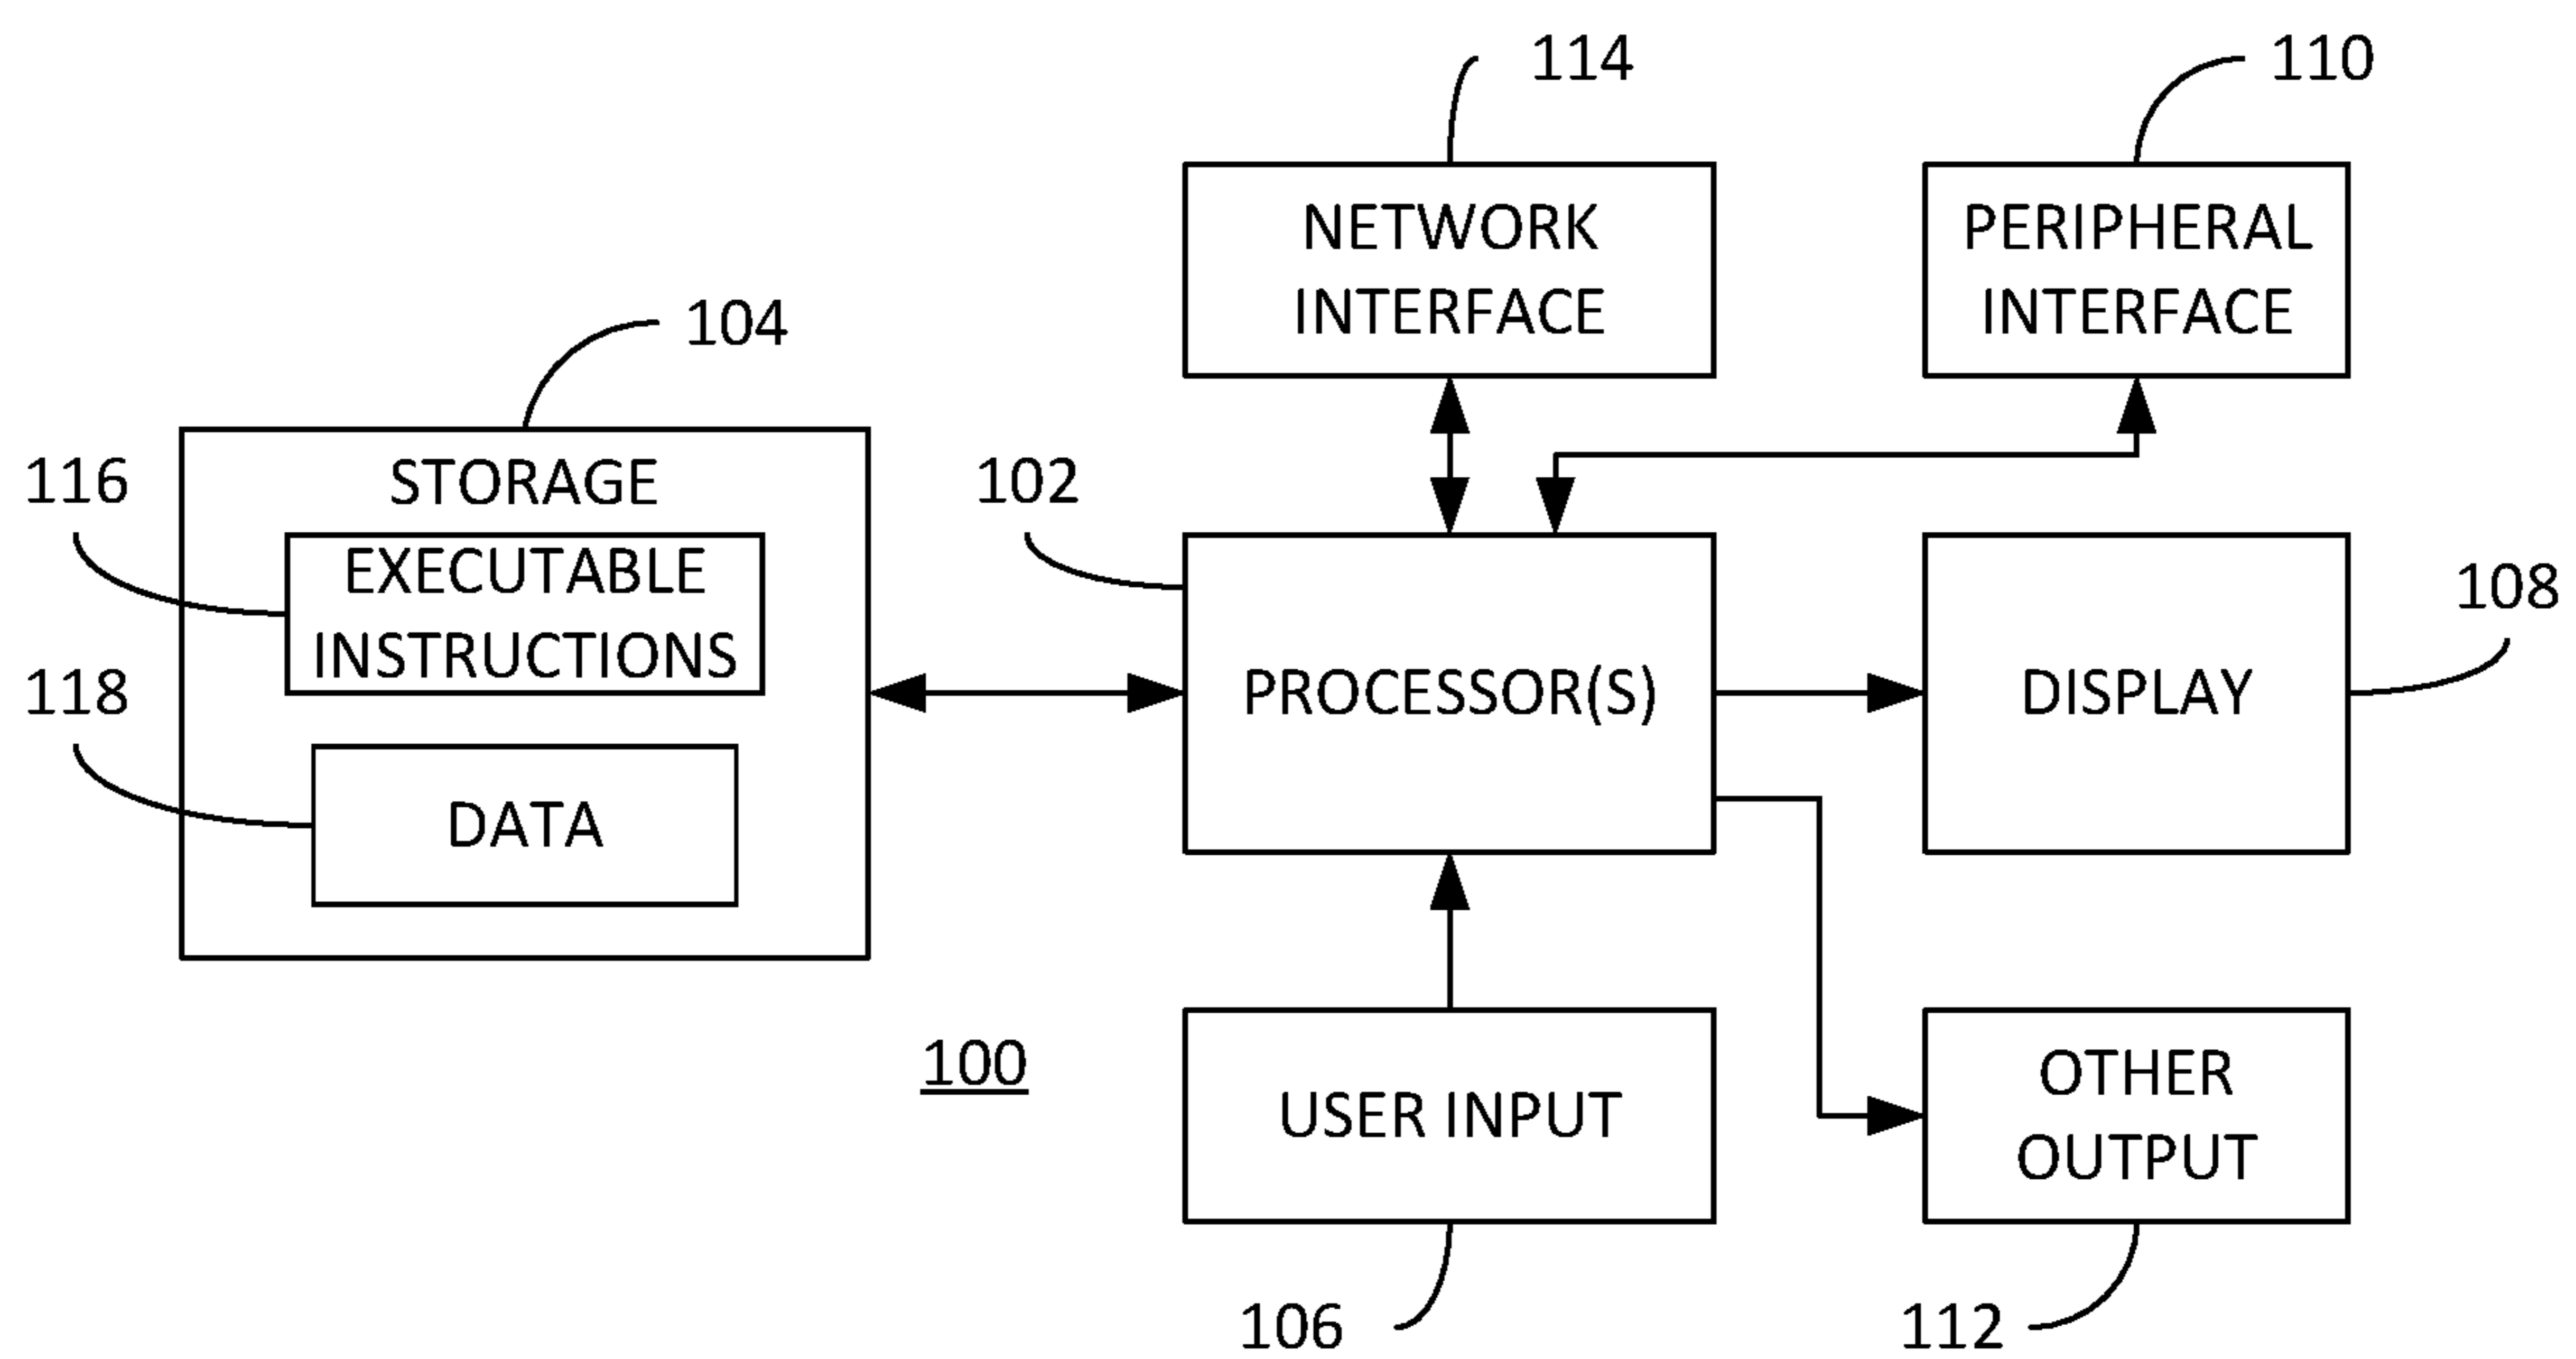 114
110
NETWORK
INTERFACE
PERIPHERAL
INTERFACE
104
STORAGE
116
EXECUTABLE
INSTRUCTIONS
118
DATA
102
PROCESSOR(S)
DISPLAY
108
100
USER INPUT
OTHER
OUTPUT
106
112